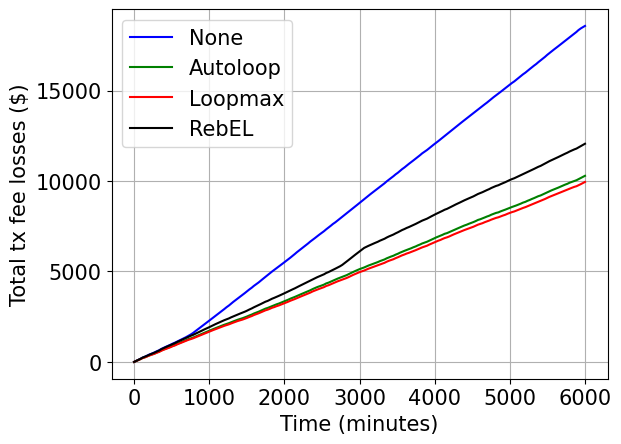 None
Autoloop
Loopmax
RebEL
Total tx fee losses ($)
15000
10000
5000
0
0 1000 2000 3000 4000 5000 6000
Time (minutes)